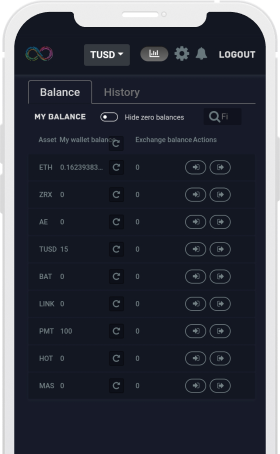 TUSD
LOGOUT
Balance History
MY BALANCE Hide zero balances Fi
Asset My wallet balance Exchange balance Actions
ETH 0.16239383... 0
ZRX 0 0
AE 0 0
TUSD 15 0
BAT 0 0
LINK 0 0
PMT 100 0
HOT 0 0
MAS 0 0